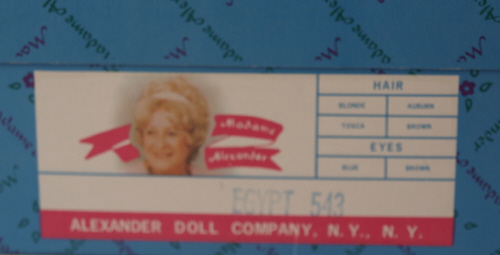 HAIR
BLONDE AUBURN
TOSCA BROWN
EYES
BLUE BROWN
Madame
Alexander
EGYPT 543
ALEXANDER DOLL COMPANY, N.Y., N.Y.